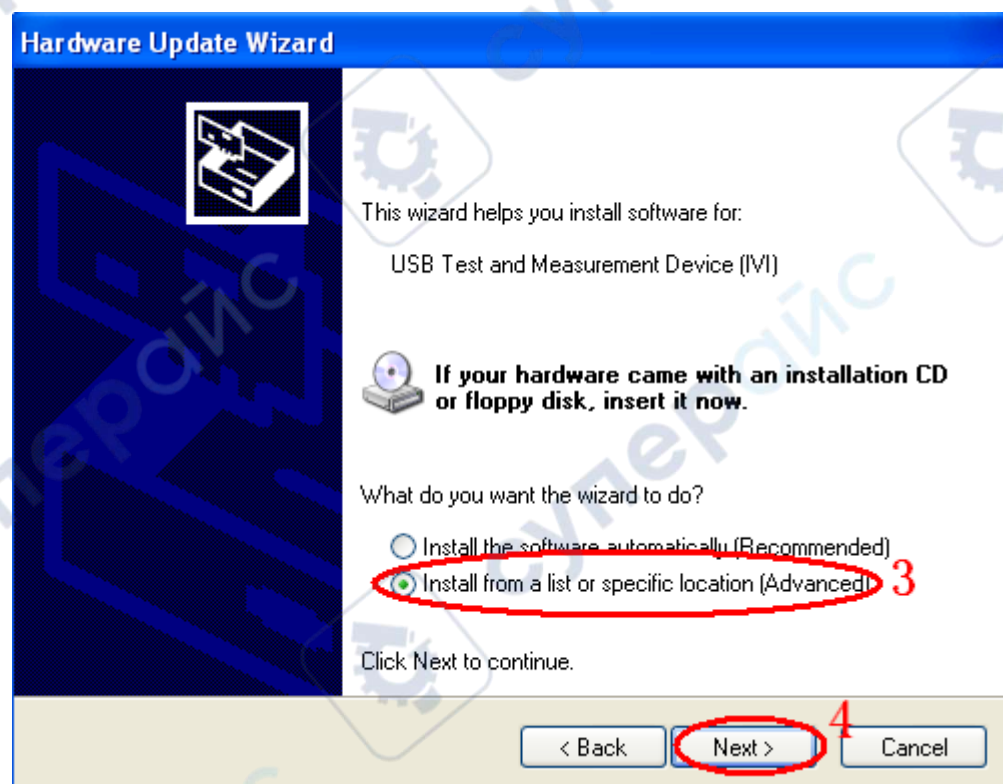 Hardware Update Wizard
This wizard helps you install software for:
USB Test and Measurement Device (IVI)
If your hardware came with an installation CD
or floppy disk, insert it now.
What do you want the wizard to do?
Install the software automatically (Recommended)
Install from a list or specific location (Advanced) 3
Click Next to continue.
4
< Back Next > Cancel
суперайс